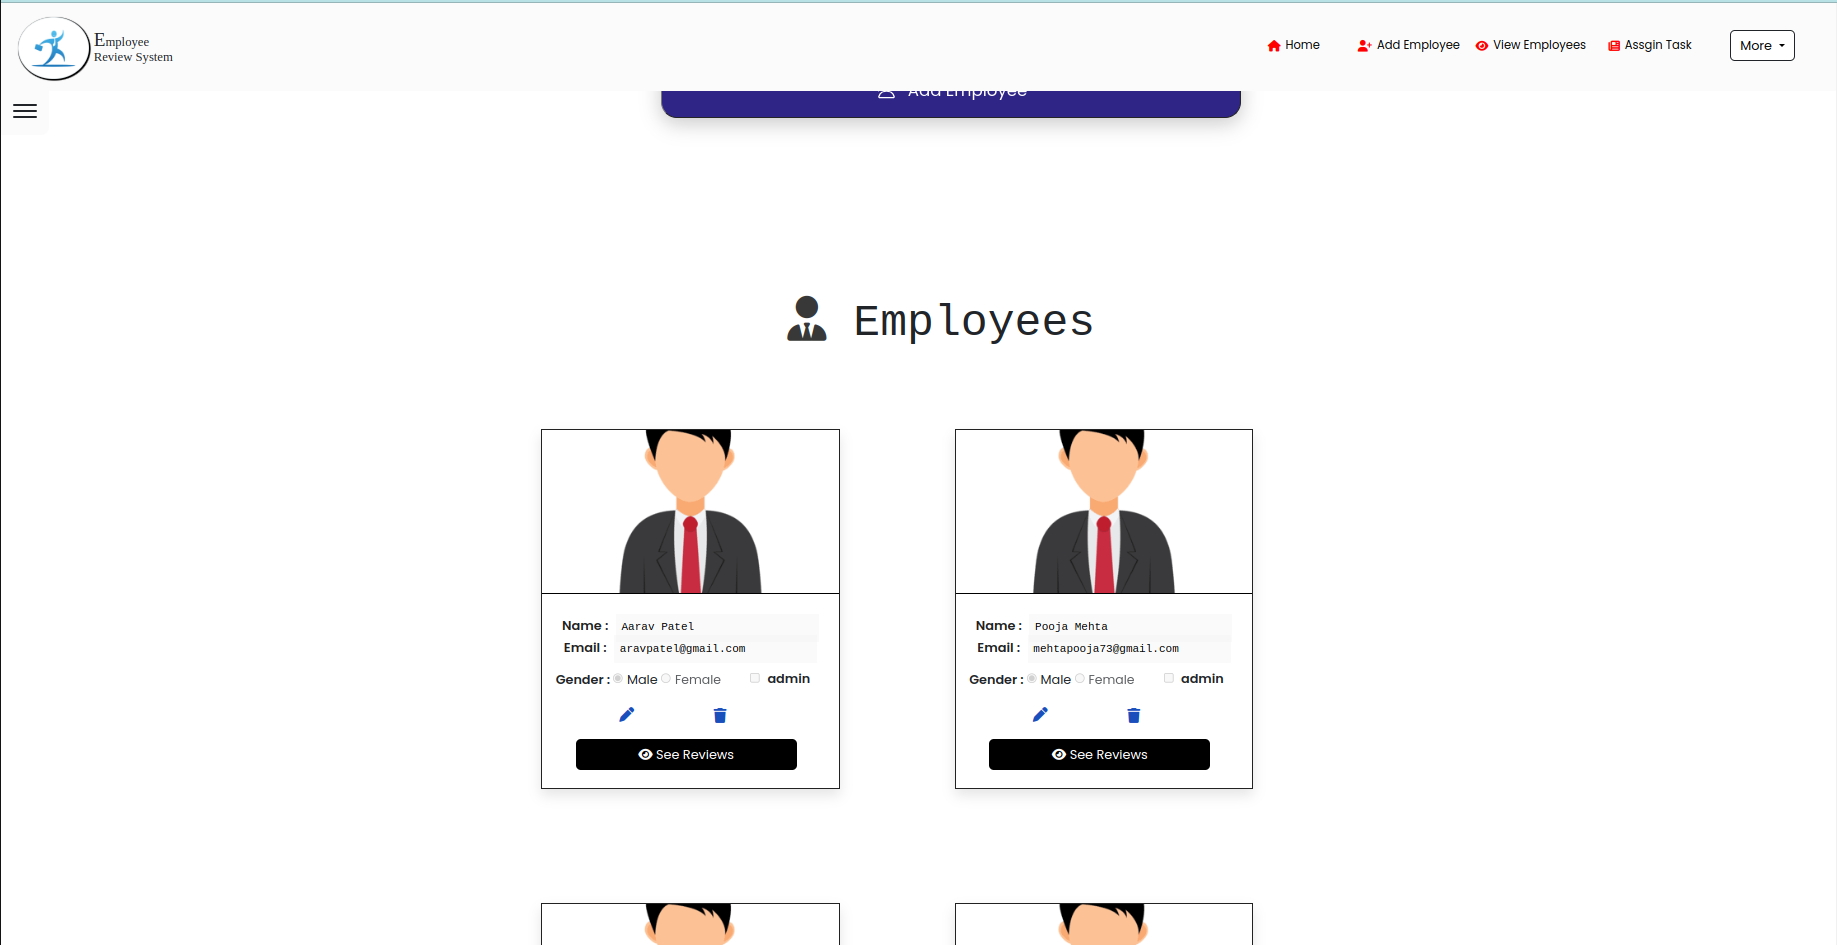 Employee
Review System
Home
Add Employee
View Employees
Assgin Task
More
Add Employee
Employees
Name : Aarav Patel
Email : aravpatel@gmail.com
Gender : Male Female admin
See Reviews
Name : Pooja Mehta
Email : mehtapooja73@gmail.com
Gender : Male Female admin
See Reviews